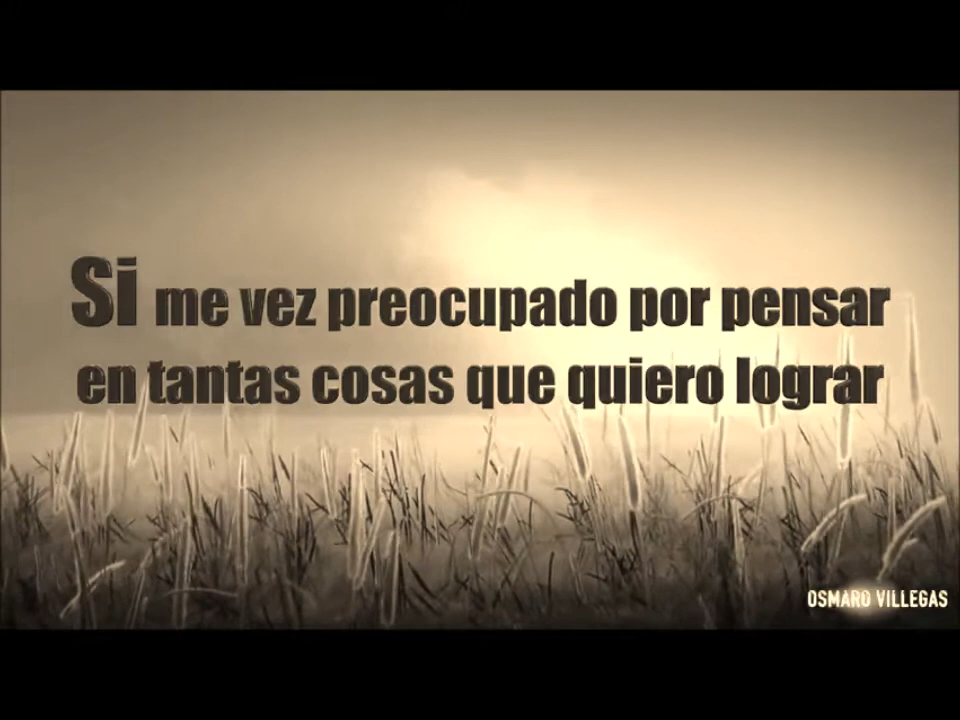 Si me vez preocupado por pensar
en tantas cosas que quiero lograr
OSMARO VILLEGAS